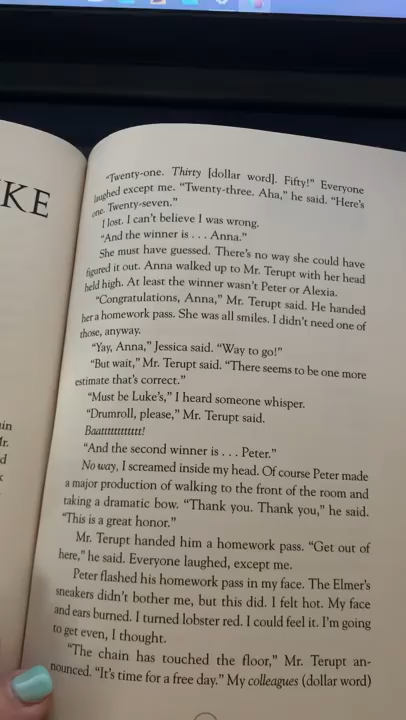 KE
"Twenty-one. Thirty [dollar word]. Fifty!" Everyone
laughed except me. "Twenty-three. Aha," he said. "Here's
one. Twenty-seven."
I lost. I can't believe I was wrong.
"And the winner is . . . Anna."
She must have guessed. There's no way she could have
figured it out. Anna walked up to Mr. Terupt with her head
held high. At least the winner wasn't Peter or Alexia.
"Congratulations, Anna," Mr. Terupt said. He handed
her a homework pass. She was all smiles. I didn't need one of
those, anyway.
"Yay, Anna," Jessica said. "Way to go!"
"But wait," Mr. Terupt said. "There seems to be one more
estimate that's correct."
"Must be Luke's," I heard someone whisper.
"Drumroll, please," Mr. Terupt said.
Baatttttttttttt!
"And the second winner is . . . Peter."
No way, I screamed inside my head. Of course Peter made
a major production of walking to the front of the room and
taking a dramatic bow. "Thank you. Thank you," he said.
"This is a great honor."
Mr. Terupt handed him a homework pass. "Get out of
here," he said. Everyone laughed, except me.
Peter flashed his homework pass in my face. The Elmer's
sneakers didn't bother me, but this did. I felt hot. My face
and ears burned. I turned lobster red. I could feel it. I'm going
to get even, I thought.
"The chain has touched the floor," Mr. Terupt an-
nounced. "It's time for a free day." My colleagues (dollar word)